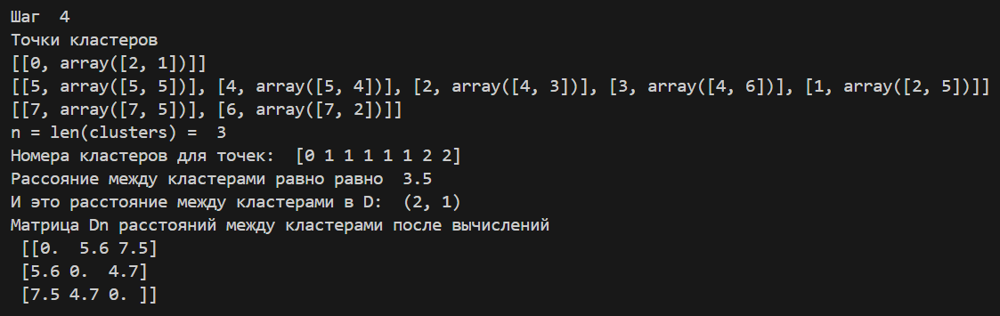 Шаг  4
Точки кластеров
[[0, array([2, 1])]]
[[5, array([5, 5])], [4, array([5, 4])], [2, array([4, 3])], [3, array([4, 6])], [1, array([2, 5])]]
[[7, array([7, 5])], [6, array([7, 2])]]
n = len(clusters) =  3
Номера кластеров для точек:  [0 1 1 1 1 1 2 2]
Рассояние между кластерами равно равно  3.5
И это расстояние между кластерами в D:  (2, 1)
Матрица Dn расстояний между кластерами после вычислений
[[0.  5.6 7.5]
[5.6 0.  4.7]
[7.5 4.7 0. ]]